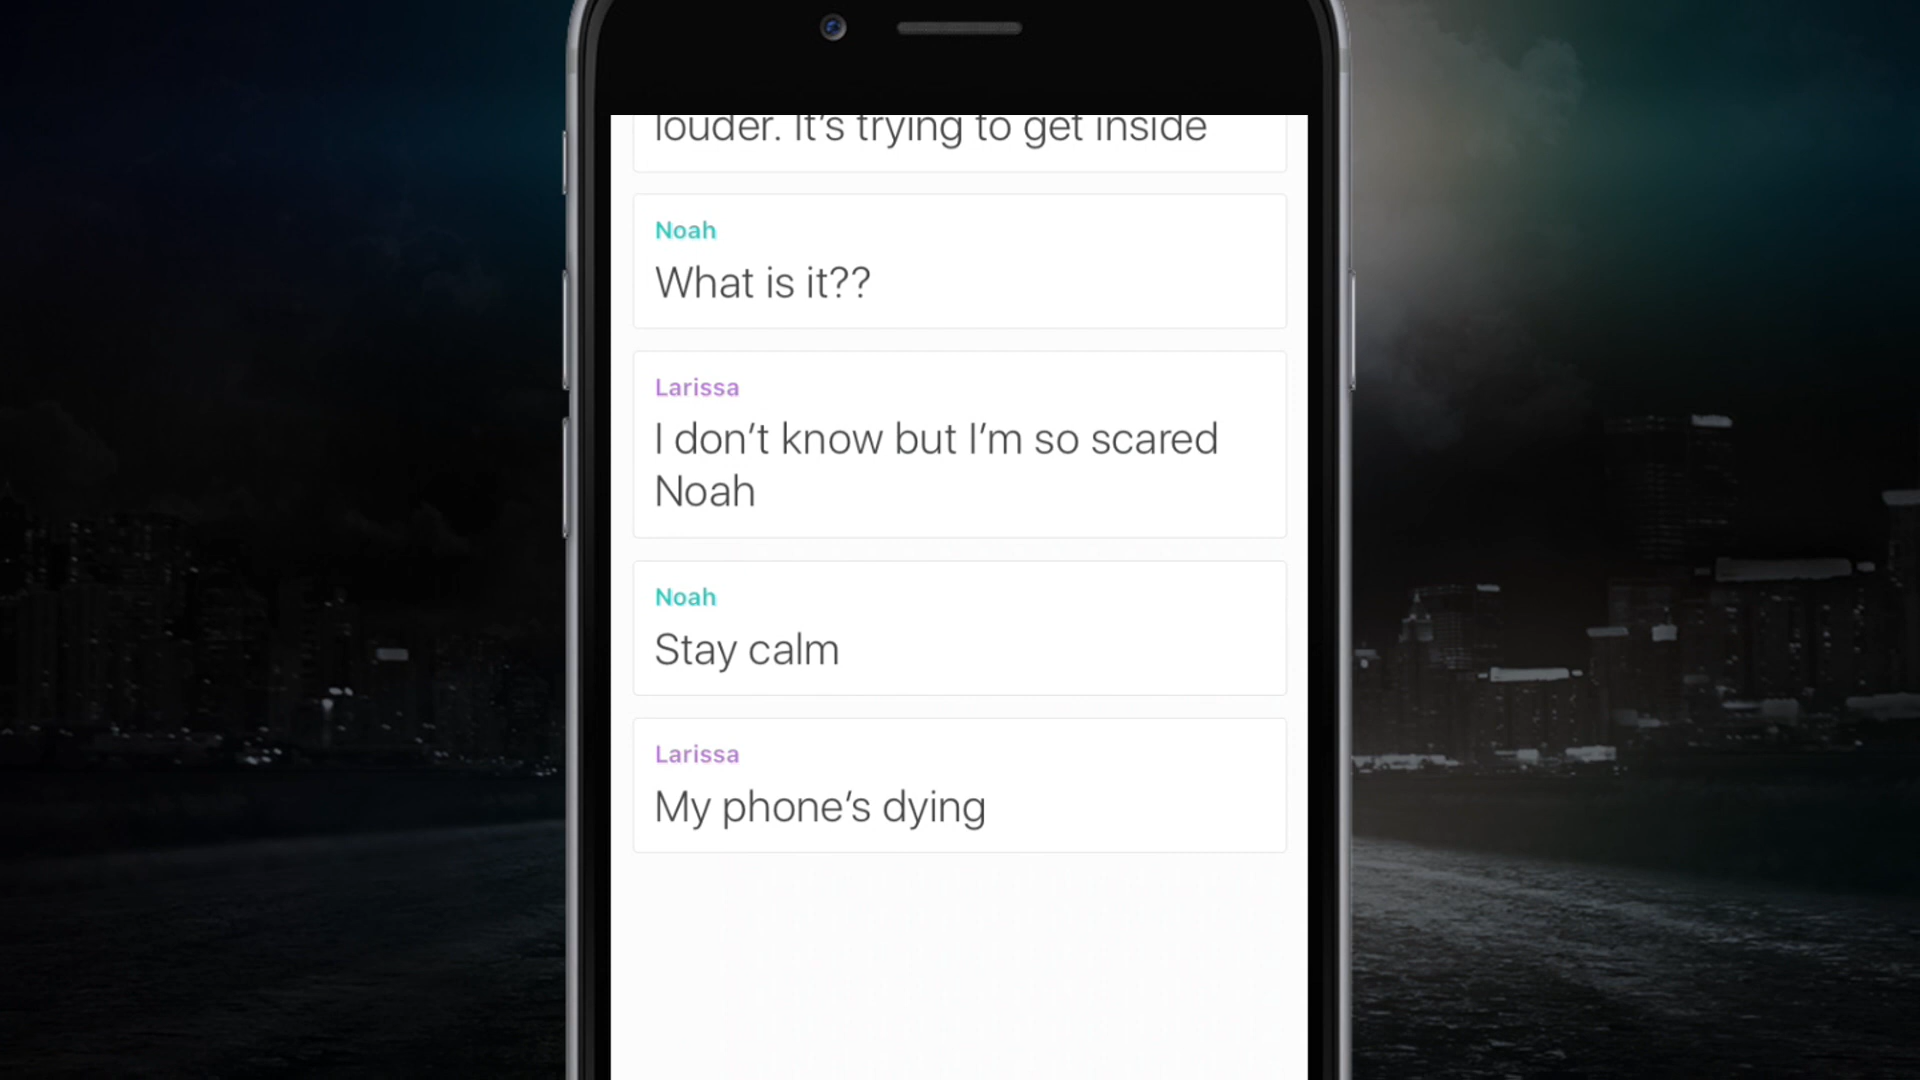 louder. It's trying to get inside
Noah
What is it??
Larissa
I don’t know but I’m so scared
Noah
Noah
Stay calm
Larissa
My phone’s dying